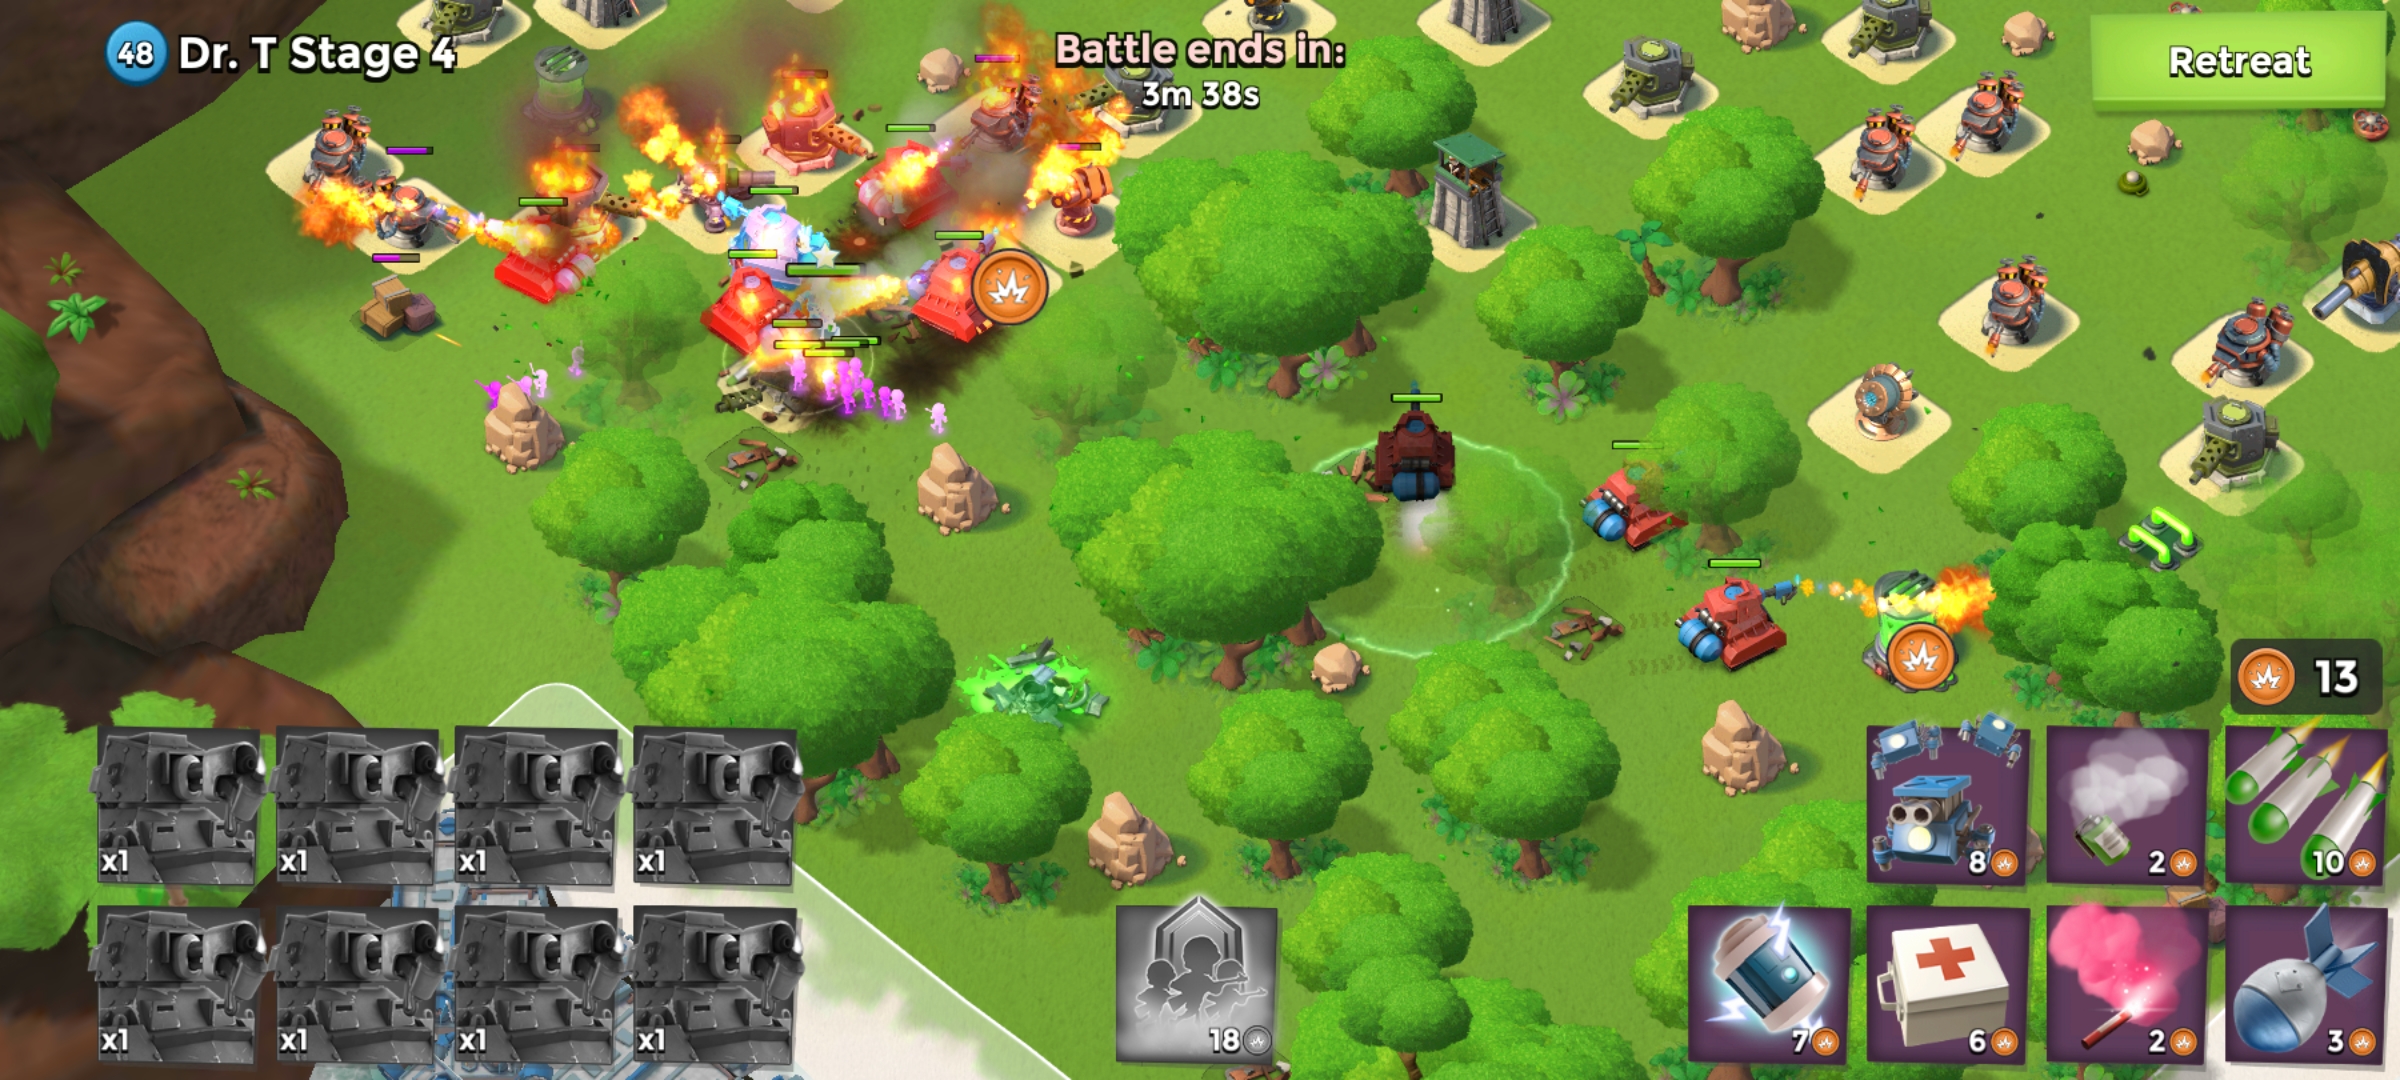 48 Dr. T Stage 4
Battle ends in:
3m 38s
Retreat
13
x1 x1 x1 x1
8 2 10
x1 x1 x1 x1
18
7 6 2 3